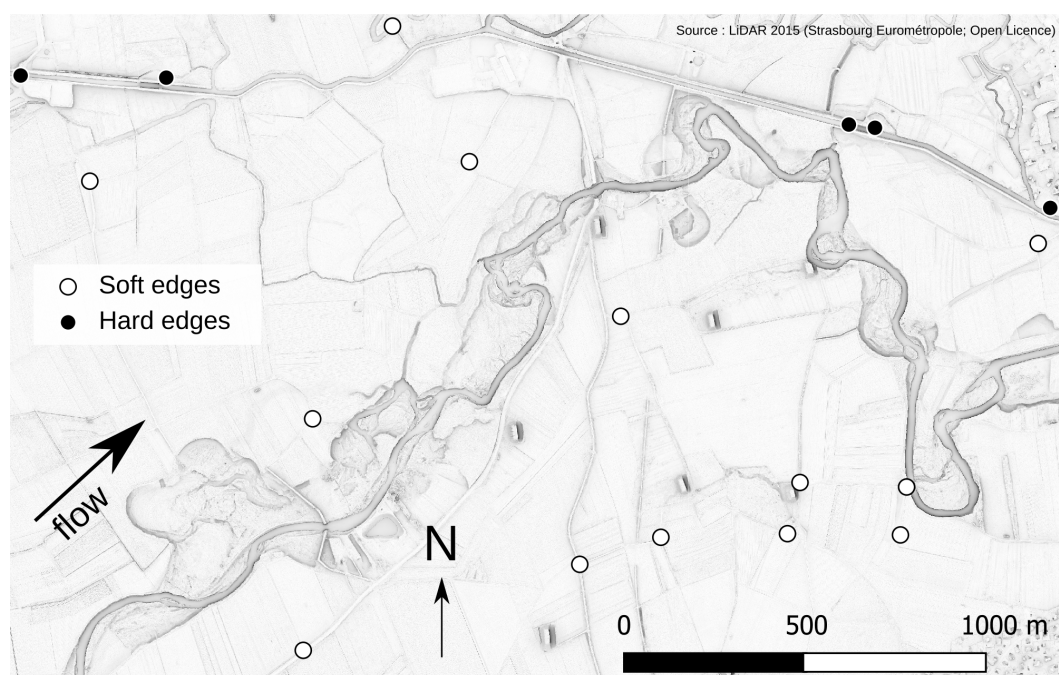 Source : LiDAR 2015 (Strasbourg Eurométropole; Open Licence)
Soft edges
Hard edges
flow
N
0 500 1000 m